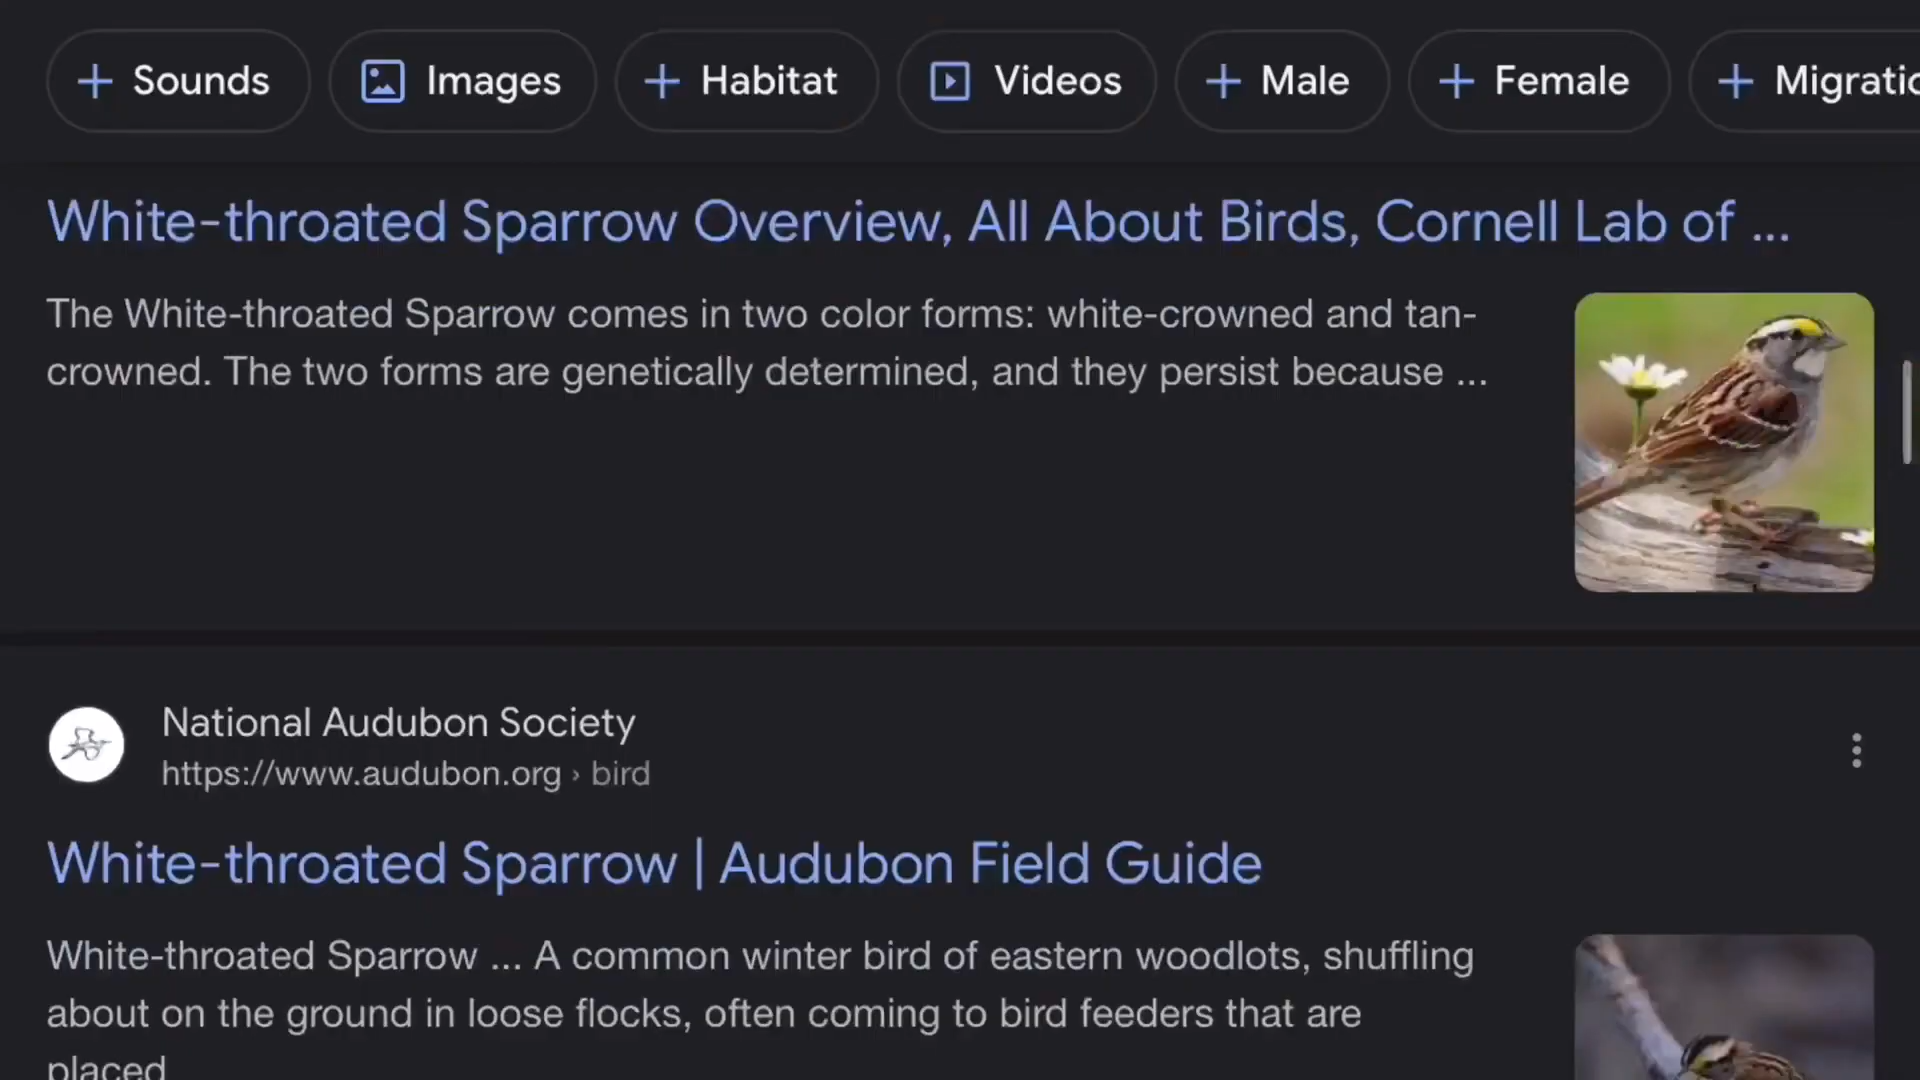 Sounds
Images
Habitat
Videos
Male
Female
Migratio
White-throated Sparrow Overview, All About Birds, Cornell Lab of ...
The White-throated Sparrow comes in two color forms: white-crowned and tan-
crowned. The two forms are genetically determined, and they persist because ...
National Audubon Society
https://www.audubon.org › bird
White-throated Sparrow | Audubon Field Guide
White-throated Sparrow ... A common winter bird of eastern woodlots, shuffling
about on the ground in loose flocks, often coming to bird feeders that are
placed